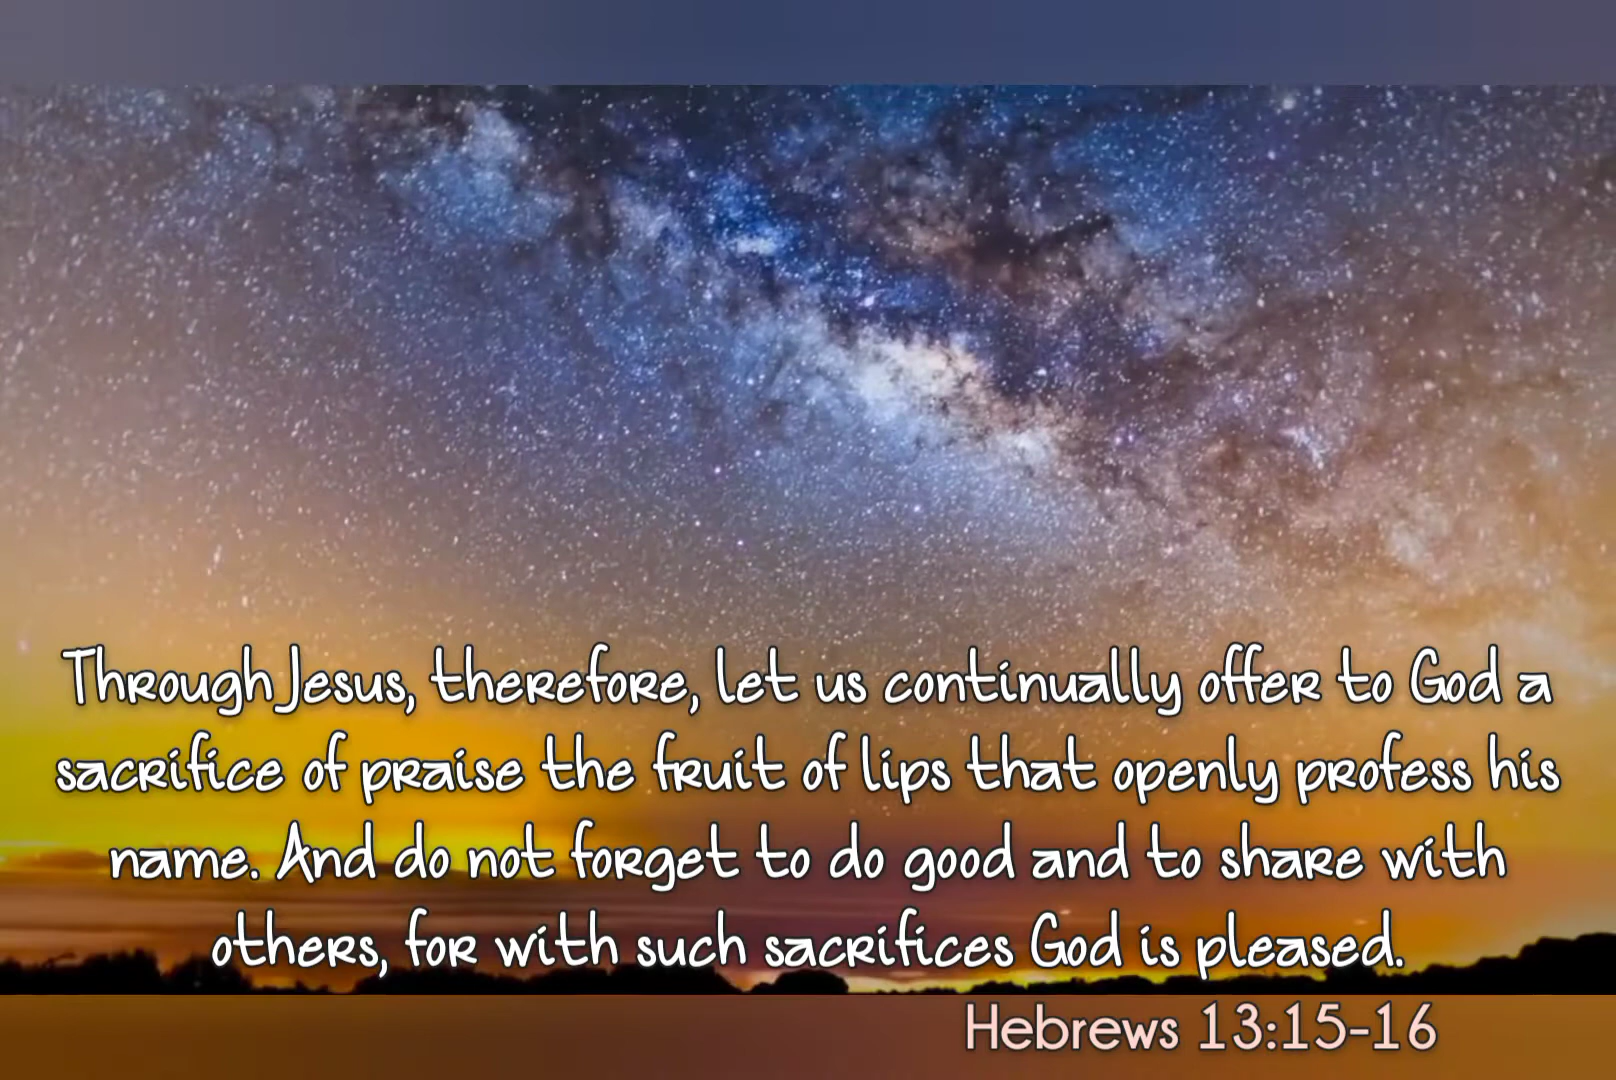 Through Jesus, therefore, let us continually offer to God a
sacrifice of praise the fruit of lips that openly profess his
name. And do not forget to do good and to share with
others, for with such sacrifices God is pleased.
Hebrews 13:15-16